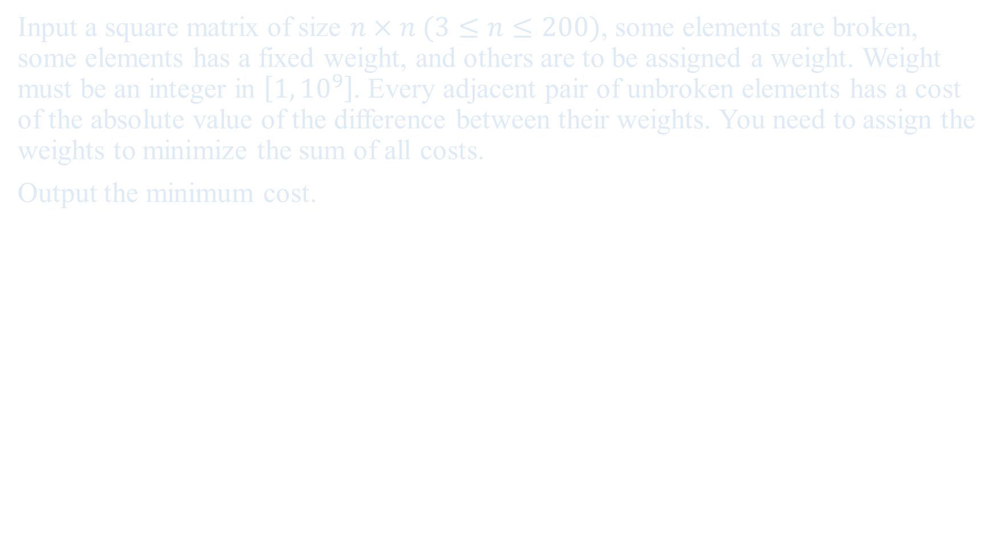 Input a square matrix of size n × n (3 ≤ n ≤ 200), some elements are broken,
some elements has a fixed weight, and others are to be assigned a weight. Weight
must be an integer in [1, 10⁹]. Every adjacent pair of unbroken elements has a cost
of the absolute value of the difference between their weights. You need to assign the
weights to minimize the sum of all costs.
Output the minimum cost.